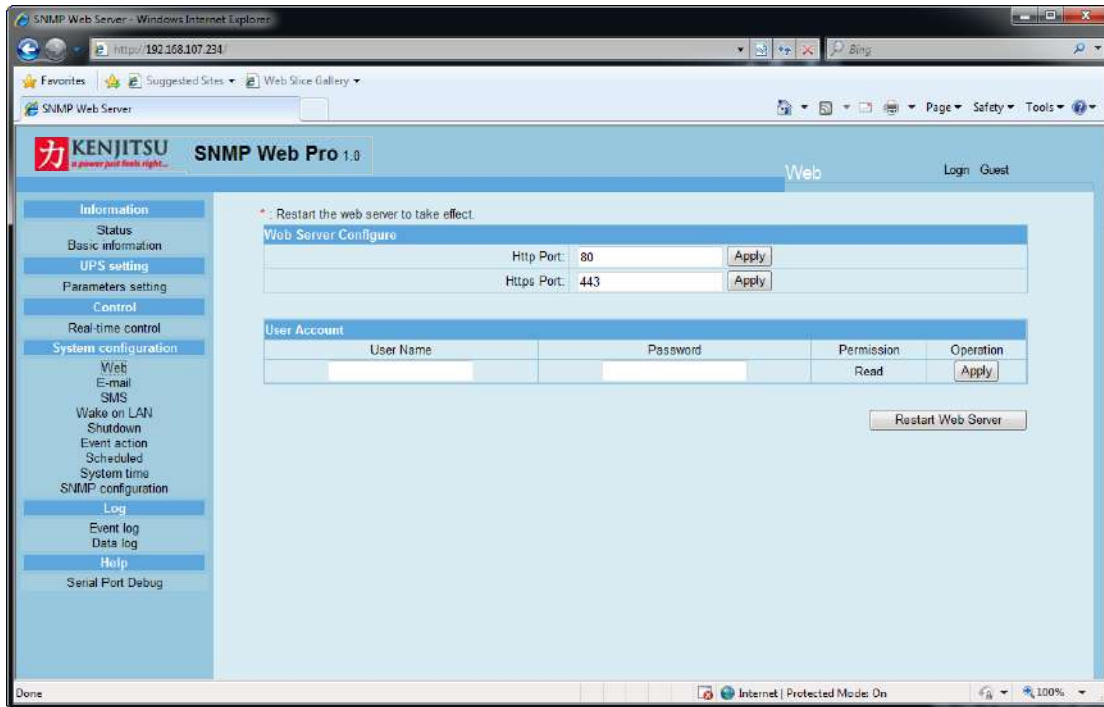 SNMP Web Server - Windows Internet Explorer
http://192.168.107.234/
Bing
Favorites Suggested Sites Web Slice Gallery
SNMP Web Server
Page Safety Tools
力 KENJITSU
a power just feels right...
SNMP Web Pro 1.0
Web
Login Guest
Information
Status
Basic information
UPS setting
Parameters setting
Control
Real-time control
System configuration
Web
E-mail
SMS
Wake on LAN
Shutdown
Event action
Scheduled
System time
SNMP configuration
Log
Event log
Data log
Help
Serial Port Debug
* : Restart the web server to take effect.
Web Server Configure
Http Port: 80 Apply
Https Port: 443 Apply
User Account
User Name Password Permission Operation
Read Apply
Restart Web Server
Done
Internet | Protected Mode: On
100%